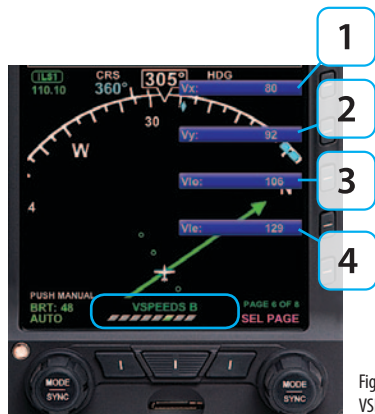 1
ILS1 CRS 305° HDG
110.10 360°
Vx: 80
30
2
Vy: 92
W
3
Vlo: 106
N
4
Vle: 129
4
PUSH MANUAL
BRT: 48
AUTO
VSPEEDS B
PAGE 6 OF 8
SEL PAGE
MODE
SYNC
MODE
SYNC
Fig
VS